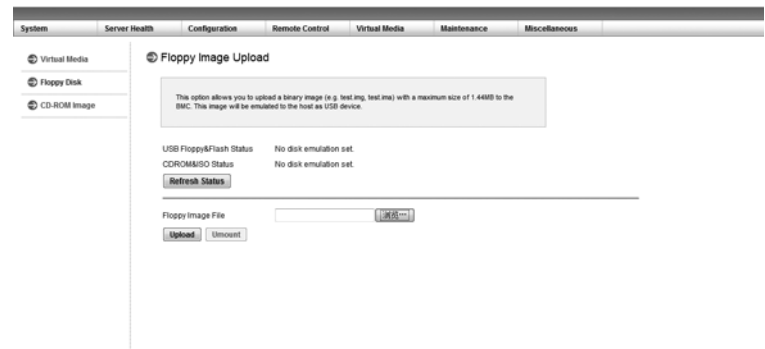 System Server Health Configuration Remote Control Virtual Media Maintenance Miscellaneous
Virtual Media
Floppy Disk
CD-ROM Image
Floppy Image Upload
This option allows you to upload a binary image (e.g. test.img, test.ima) with a maximum size of 1.44MB to the
BMC. This image will be emulated to the host as USB device.
USB Floppy&Flash Status No disk emulation set.
CDROM&ISO Status No disk emulation set.
Refresh Status
Floppy Image File 浏览…
Upload Umount